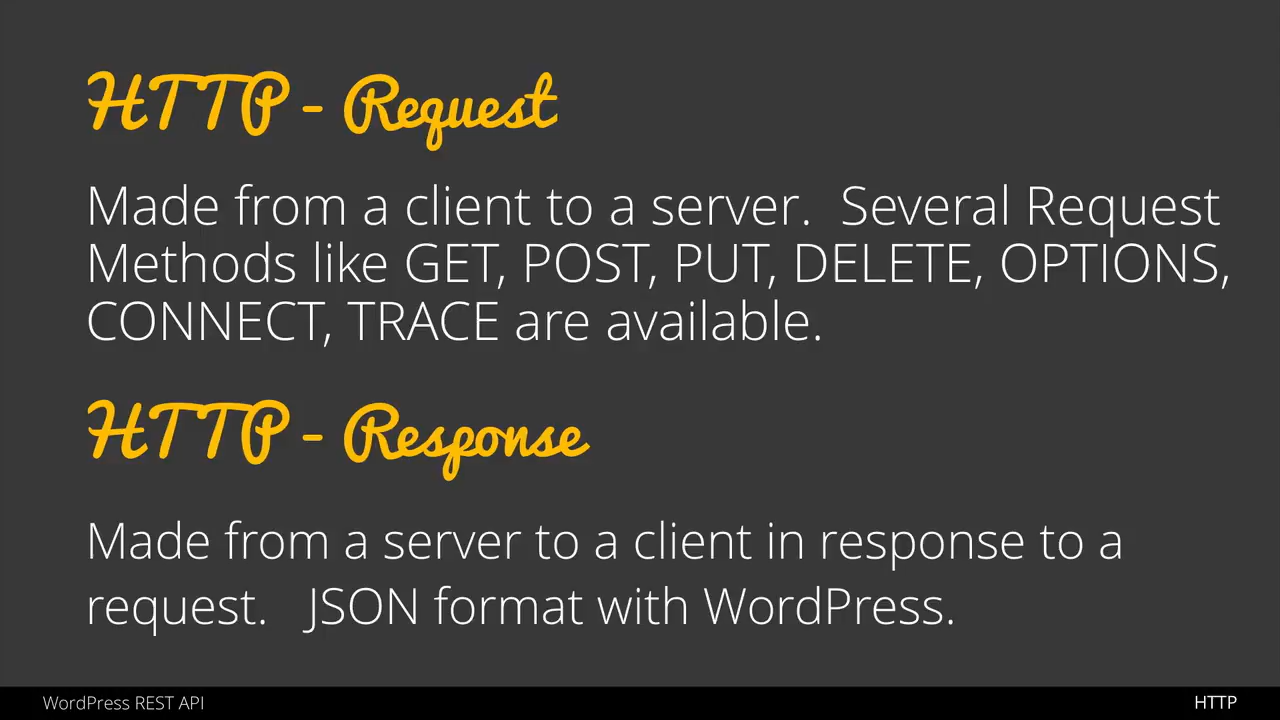 HTTP - Request
Made from a client to a server.  Several Request
Methods like GET, POST, PUT, DELETE, OPTIONS,
CONNECT, TRACE are available.
HTTP - Response
Made from a server to a client in response to a
request.   JSON format with WordPress.
WordPress REST API
HTTP